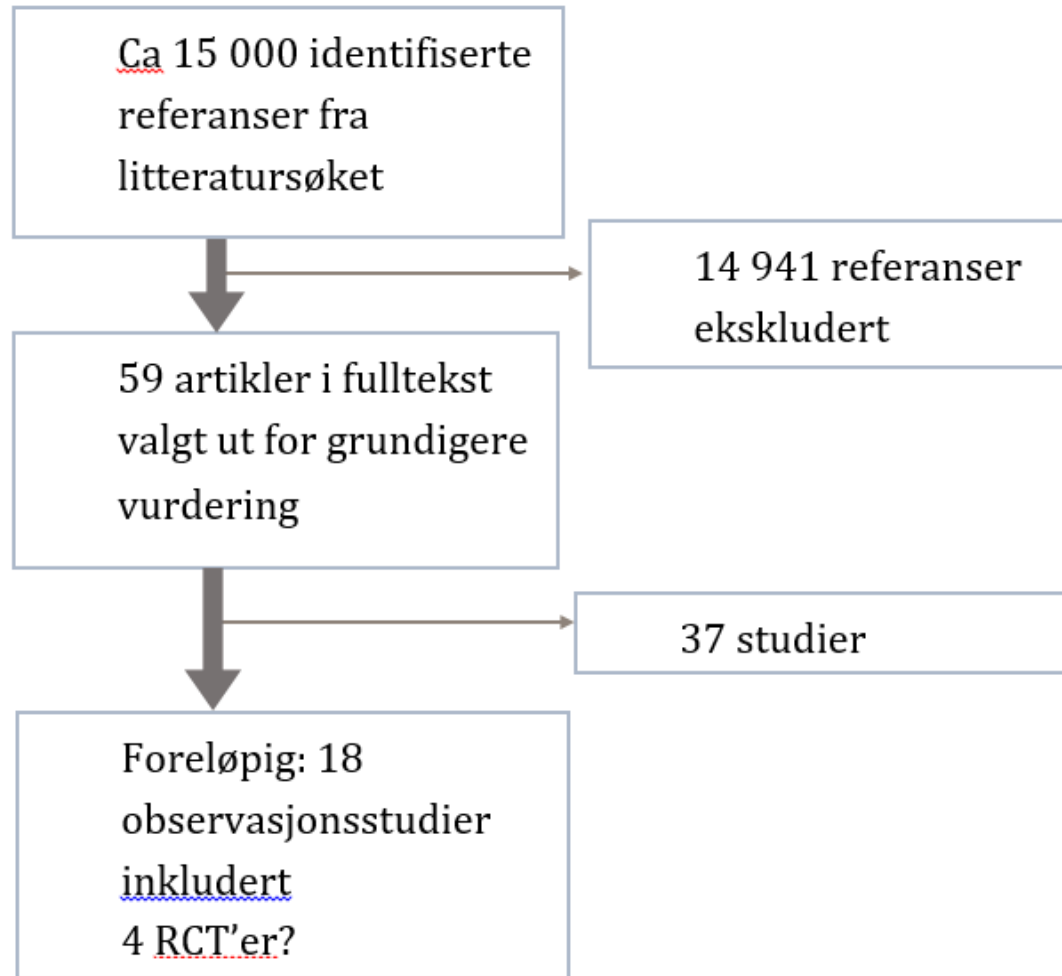 Ca 15 000 identifiserte
referanser fra
litteratursøket
14 941 referanser
ekskludert
59 artikler i fulltekst
valgt ut for grundigere
vurdering
37 studier
Foreløpig: 18
observasjonsstudier
inkludert
4 RCT’er?